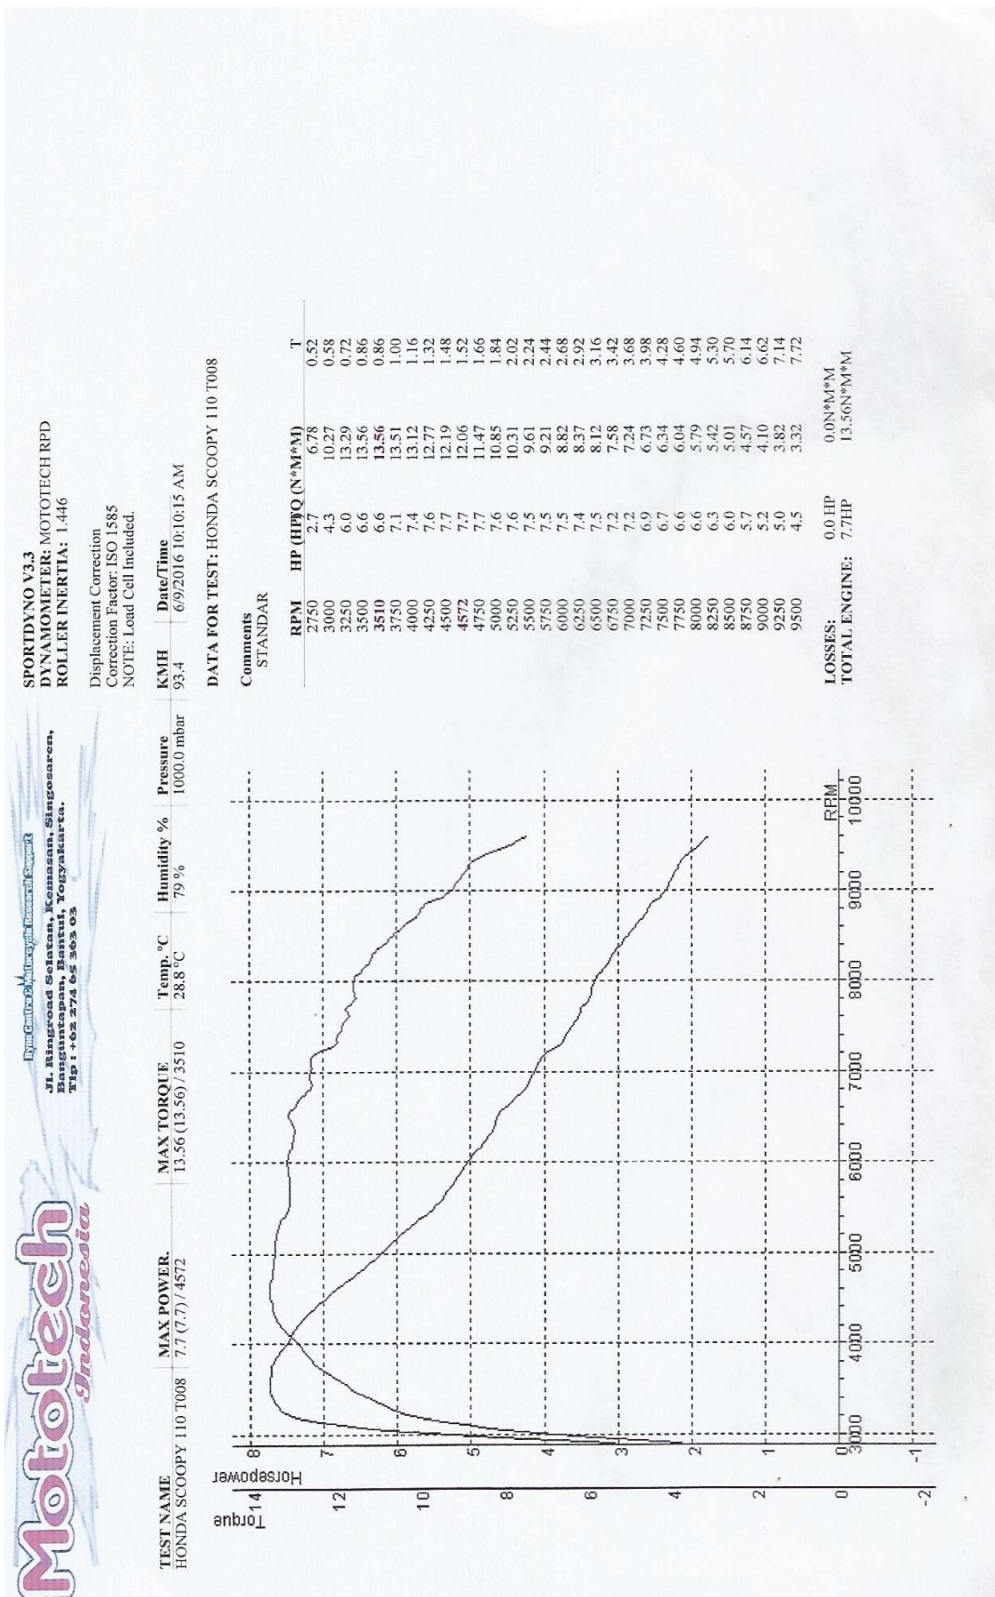 Mototech
Indonesia
Dyno Centre & Motorcycle Research Support
Jl. Ringroad Selatan, Kemasan, Singosaren,
Banguntapan, Bantul, Yogyakarta.
Tlp : +62 274 65 363 03
SPORTDYNO V3.3
DYNAMOMETER: MOTOTECH RPD
ROLLER INERTIA: 1.446
Displacement Correction
Correction Factor: ISO 1585
NOTE: Load Cell Included.
TEST NAME MAX POWER MAX TORQUE Temp. °C Humidity % Pressure KMH Date/Time
HONDA SCOOPY 110 T008 7.7 (7.7) / 4572 13.56 (13.56) / 3510 28.8 °C 79 % 1000.0 mbar 93.4 6/9/2016 10:10:15 AM
Torque
Horsepower
14 12 10 8 6 4 2 0 -2
8 7 6 5 4 3 2 1 0 -1
3000 4000 5000 6000 7000 8000 9000 10000
RPM
DATA FOR TEST: HONDA SCOOPY 110 T008
Comments
STANDAR
RPM HP (HP)TQ (N*M*M) T
2750 2.7 6.78 0.52
3000 4.3 10.27 0.58
3250 6.0 13.29 0.72
3500 6.6 13.56 0.86
3510 6.6 13.56 0.86
3750 7.1 13.51 1.00
4000 7.4 13.12 1.16
4250 7.6 12.77 1.32
4500 7.7 12.19 1.48
4572 7.7 12.06 1.52
4750 7.7 11.47 1.66
5000 7.6 10.85 1.84
5250 7.6 10.31 2.02
5500 7.5 9.61 2.24
5750 7.5 9.21 2.44
6000 7.5 8.82 2.68
6250 7.4 8.37 2.92
6500 7.5 8.12 3.16
6750 7.2 7.58 3.42
7000 7.2 7.24 3.68
7250 6.9 6.73 3.98
7500 6.7 6.34 4.28
7750 6.6 6.04 4.60
8000 6.6 5.79 4.94
8250 6.3 5.42 5.30
8500 6.0 5.01 5.70
8750 5.7 4.57 6.14
9000 5.2 4.10 6.62
9250 5.0 3.82 7.14
9500 4.5 3.32 7.72
LOSSES: 0.0 HP 0.0N*M*M
TOTAL ENGINE: 7.7HP 13.56N*M*M